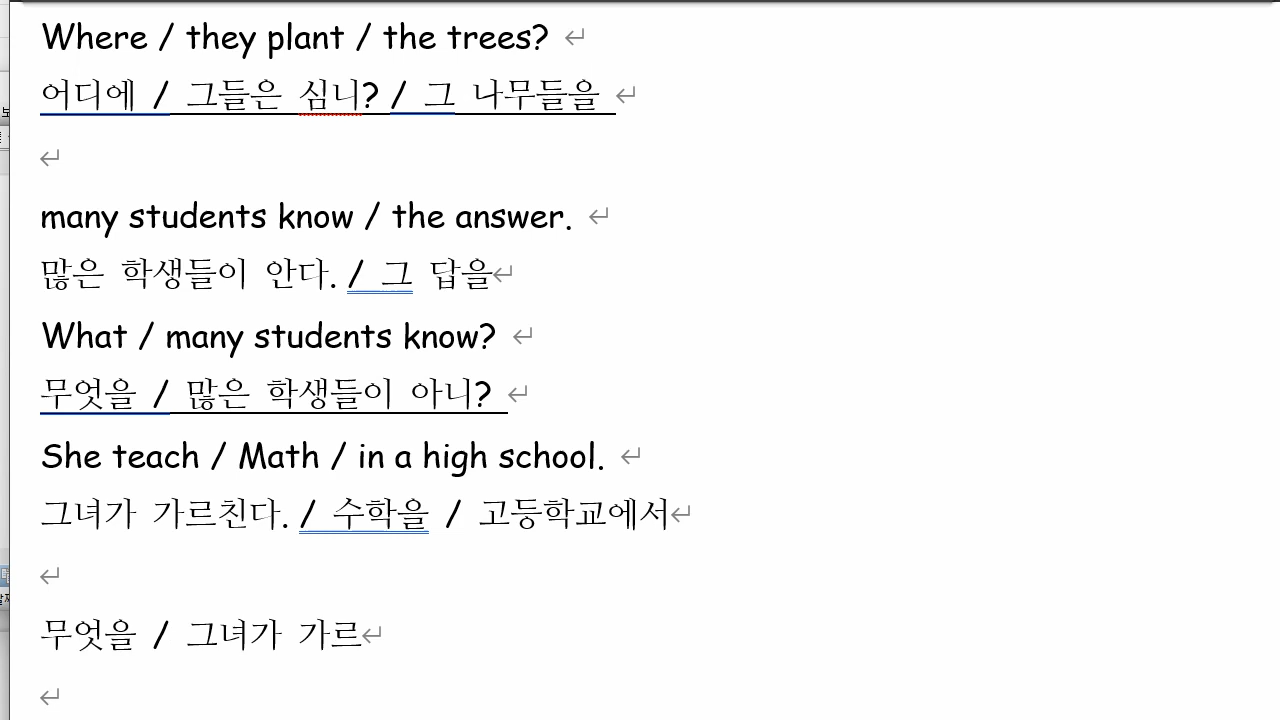 Where / they plant / the trees?
어디에 / 그들은 심니? / 그 나무들을
many students know / the answer.
많은 학생들이 안다. / 그 답을
What / many students know?
무엇을 / 많은 학생들이 아니?
She teach / Math / in a high school.
그녀가 가르친다. / 수학을 / 고등학교에서
무엇을 / 그녀가 가르